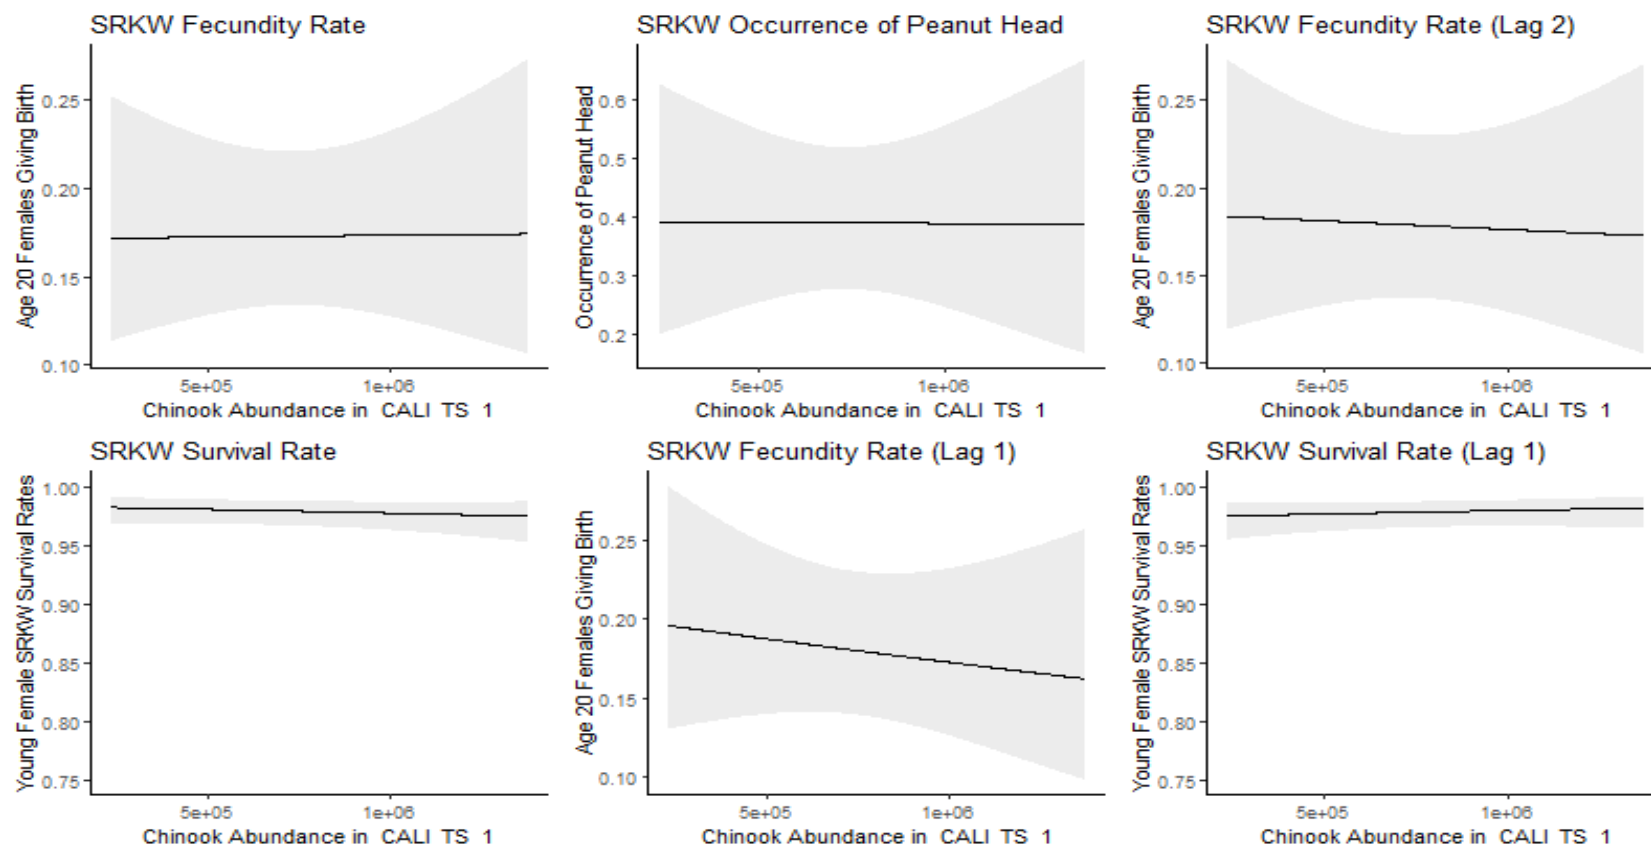 SRKW Fecundity Rate
Age 20 Females Giving Birth
0.25
0.20
0.15
0.10
5e+05 1e+06
Chinook Abundance in CALI TS 1
SRKW Occurrence of Peanut Head
Occurrence of Peanut Head
0.6
0.5
0.4
0.3
0.2
5e+05 1e+06
Chinook Abundance in CALI TS 1
SRKW Fecundity Rate (Lag 2)
Age 20 Females Giving Birth
0.25
0.20
0.15
0.10
5e+05 1e+06
Chinook Abundance in CALI TS 1
SRKW Survival Rate
Young Female SRKW Survival Rates
1.00
0.95
0.90
0.85
0.80
0.75
5e+05 1e+06
Chinook Abundance in CALI TS 1
SRKW Fecundity Rate (Lag 1)
Age 20 Females Giving Birth
0.25
0.20
0.15
0.10
5e+05 1e+06
Chinook Abundance in CALI TS 1
SRKW Survival Rate (Lag 1)
Young Female SRKW Survival Rates
1.00
0.95
0.90
0.85
0.80
0.75
5e+05 1e+06
Chinook Abundance in CALI TS 1